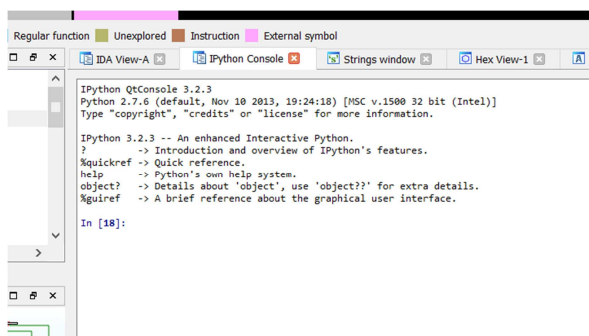 Regular function Unexplored Instruction External symbol
IDA View-A IPython Console Strings window Hex View-1 A
IPython QtConsole 3.2.3
Python 2.7.6 (default, Nov 10 2013, 19:24:18) [MSC v.1500 32 bit (Intel)]
Type "copyright", "credits" or "license" for more information.
IPython 3.2.3 -- An enhanced Interactive Python.
? -> Introduction and overview of IPython's features.
%quickref -> Quick reference.
help -> Python's own help system.
object? -> Details about 'object', use 'object??' for extra details.
%guiref -> A brief reference about the graphical user interface.
In [18]: